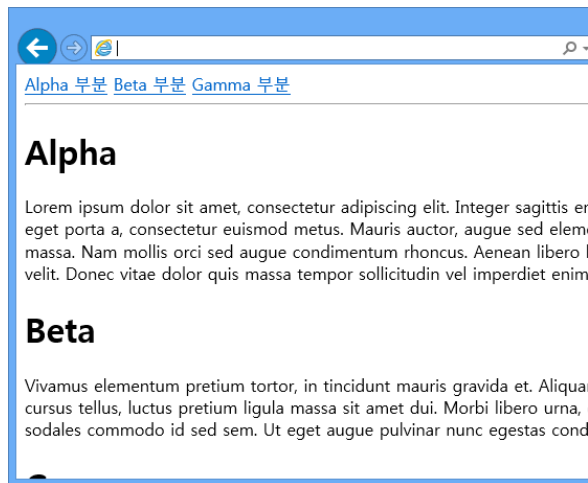 Alpha 부분 Beta 부분 Gamma 부분
Alpha
Lorem ipsum dolor sit amet, consectetur adipiscing elit. Integer sagittis
eget porta a, consectetur euismod metus. Mauris auctor, augue sed
massa. Nam mollis orci sed augue condimentum rhoncus. Aenean libero
velit. Donec vitae dolor quis massa tempor sollicitudin vel imperdiet enim
Beta
Vivamus elementum pretium tortor, in tincidunt mauris gravida et.
cursus tellus, luctus pretium ligula massa sit amet dui. Morbi libero urna,
sodales commodo id sed sem. Ut eget augue pulvinar nunc egestas